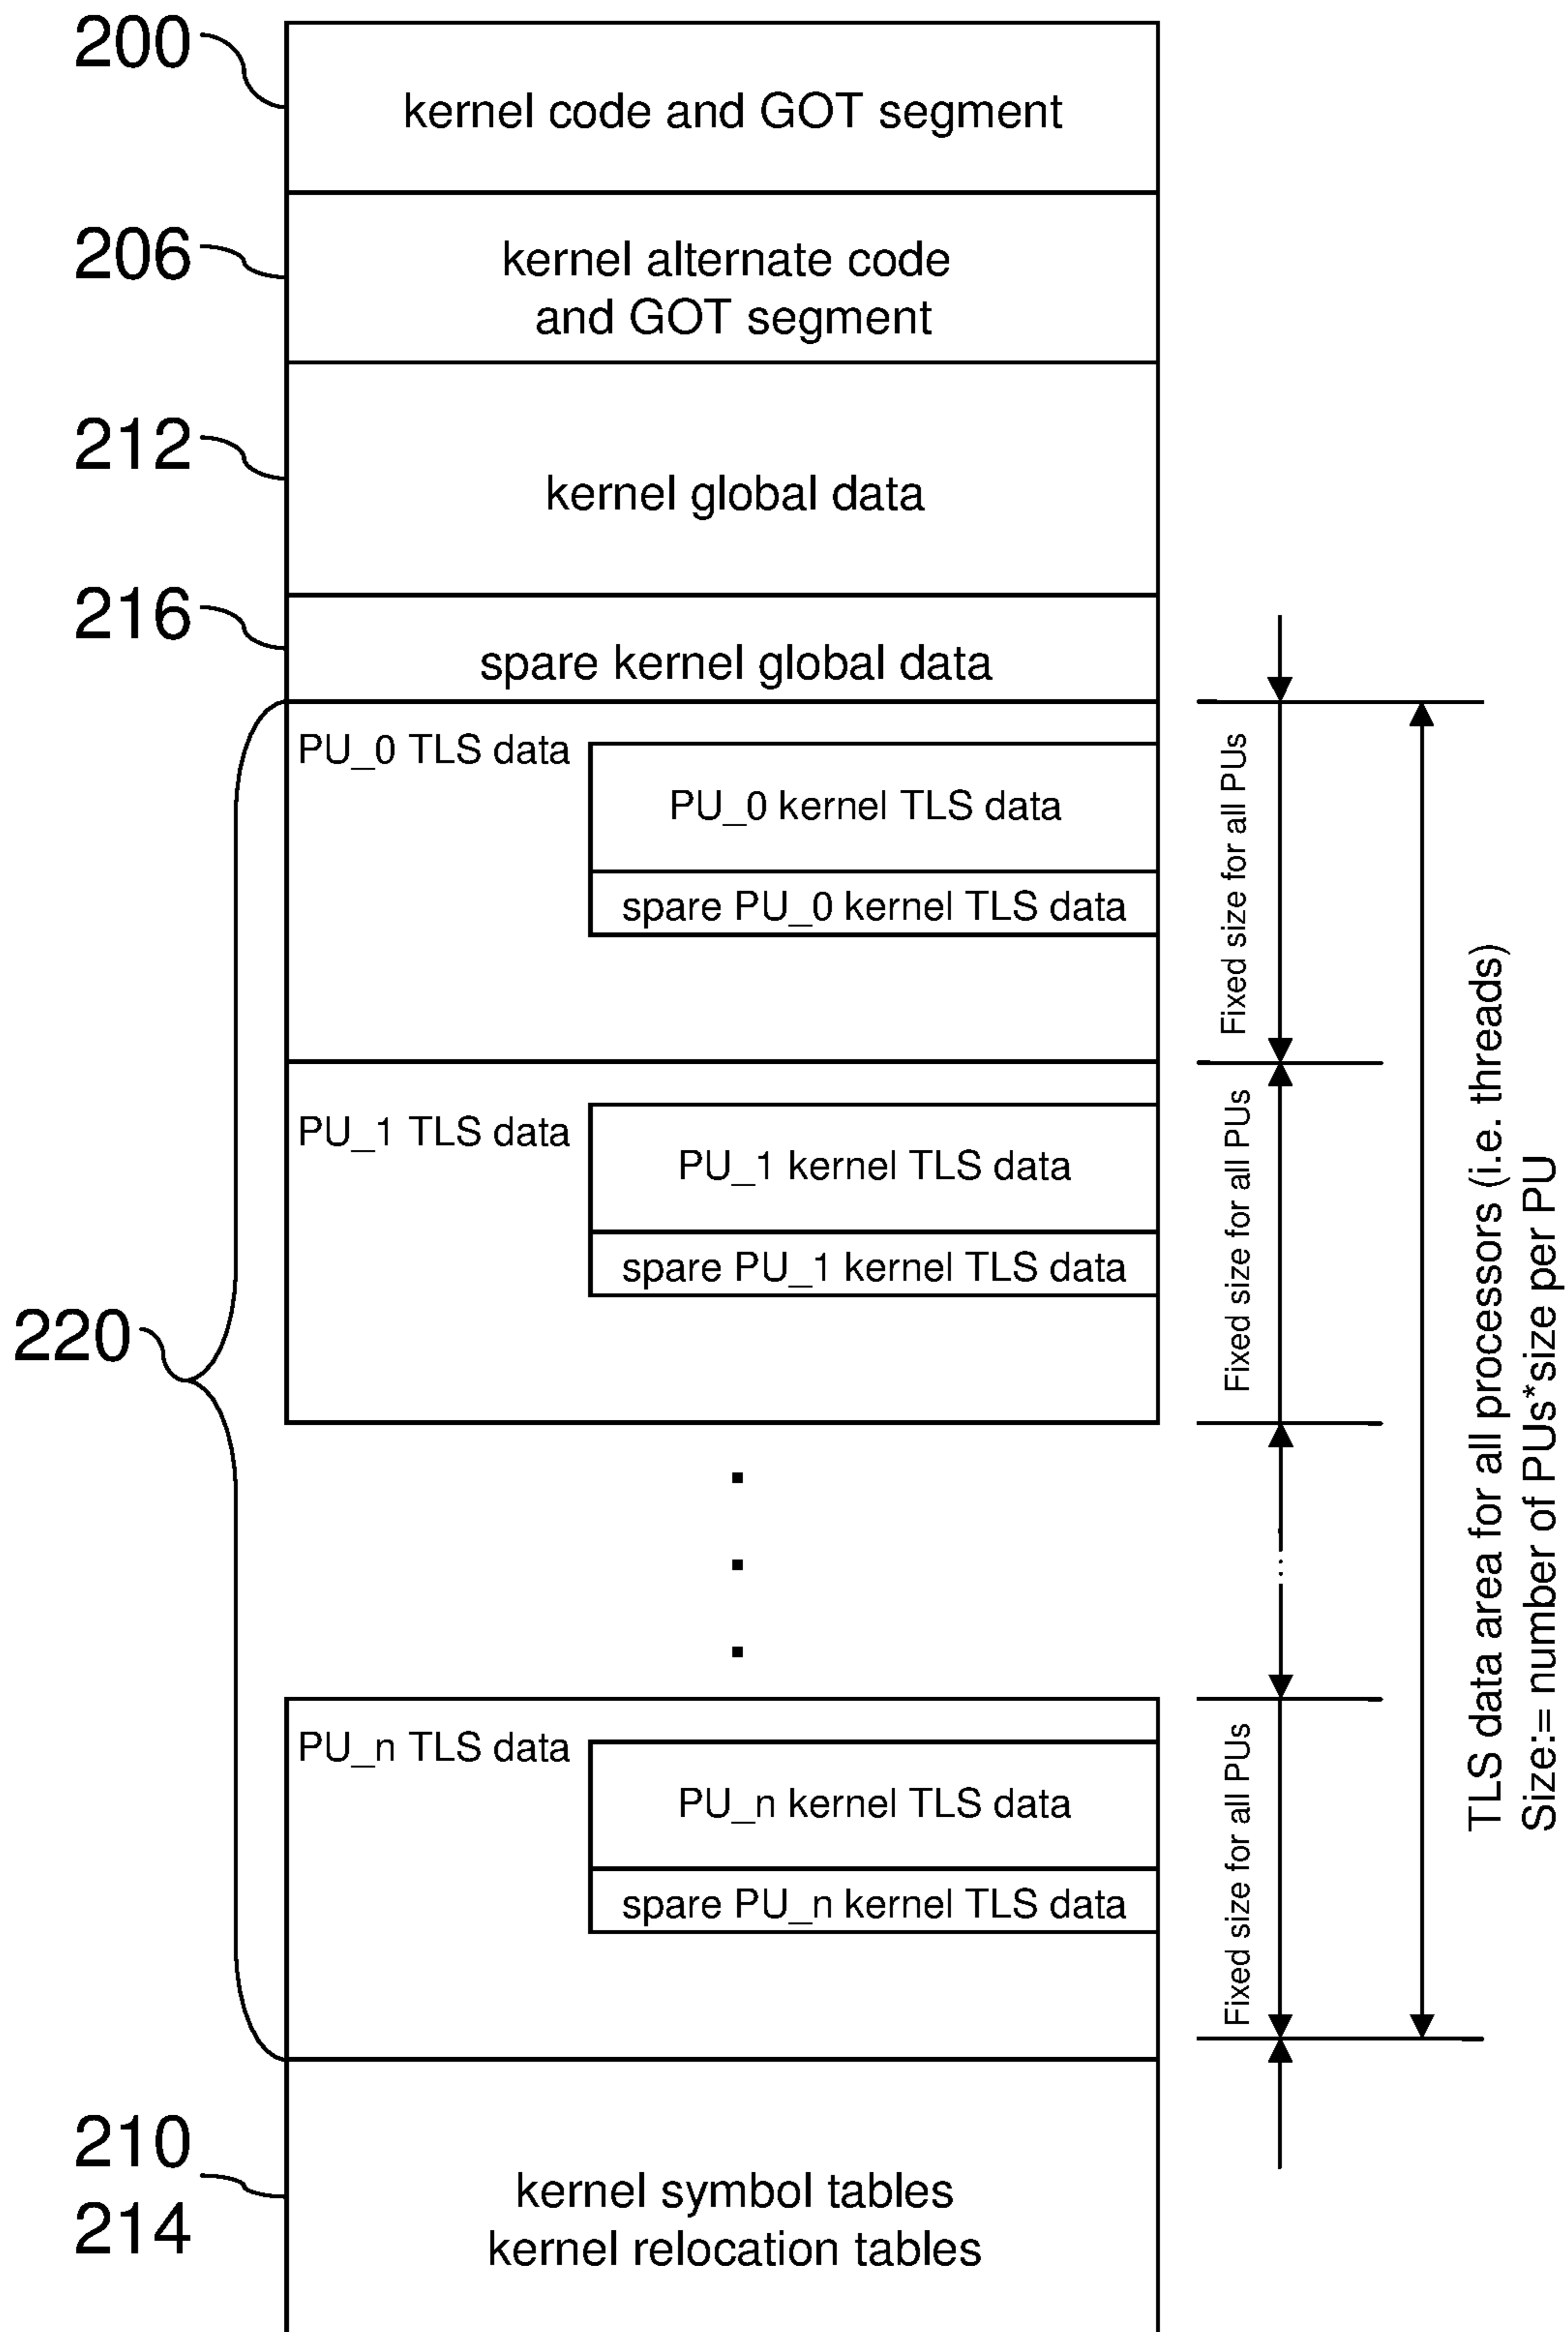 200
kernel code and GOT segment
206
kernel alternate code
and GOT segment
212
kernel global data
216
spare kernel global data
220
PU_0 TLS data
PU_0 kernel TLS data
spare PU_0 kernel TLS data
Fixed size for all PUs
PU_1 TLS data
PU_1 kernel TLS data
spare PU_1 kernel TLS data
Fixed size for all PUs
PU_n TLS data
PU_n kernel TLS data
spare PU_n kernel TLS data
Fixed size for all PUs
TLS data area for all processors (i.e. threads)
Size:= number of PUs*size per PU
210
214
kernel symbol tables
kernel relocation tables